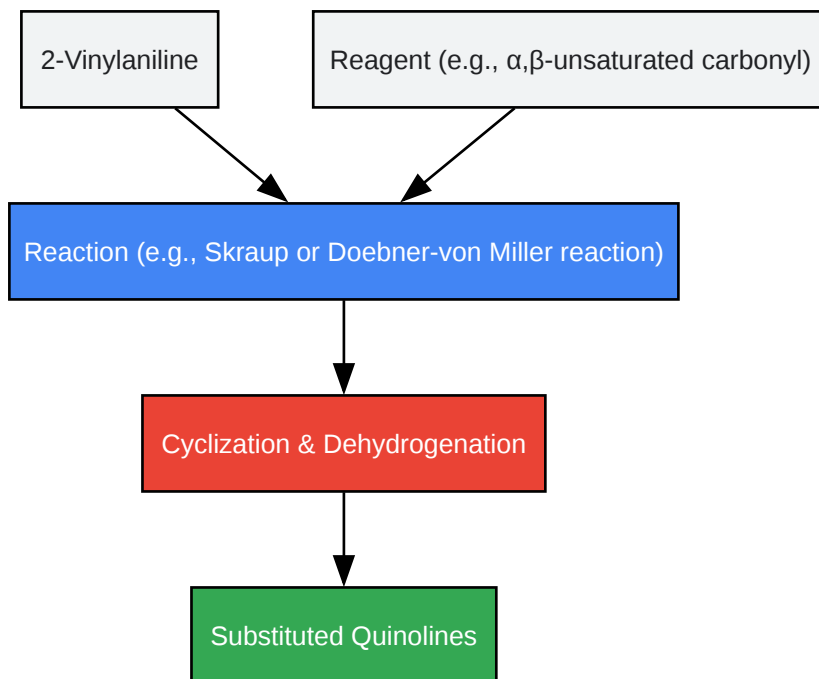 2-Vinylaniline
Reagent (e.g., α,β-unsaturated carbonyl)
Reaction (e.g., Skraup or Doebner-von Miller reaction)
Cyclization & Dehydrogenation
Substituted Quinolines